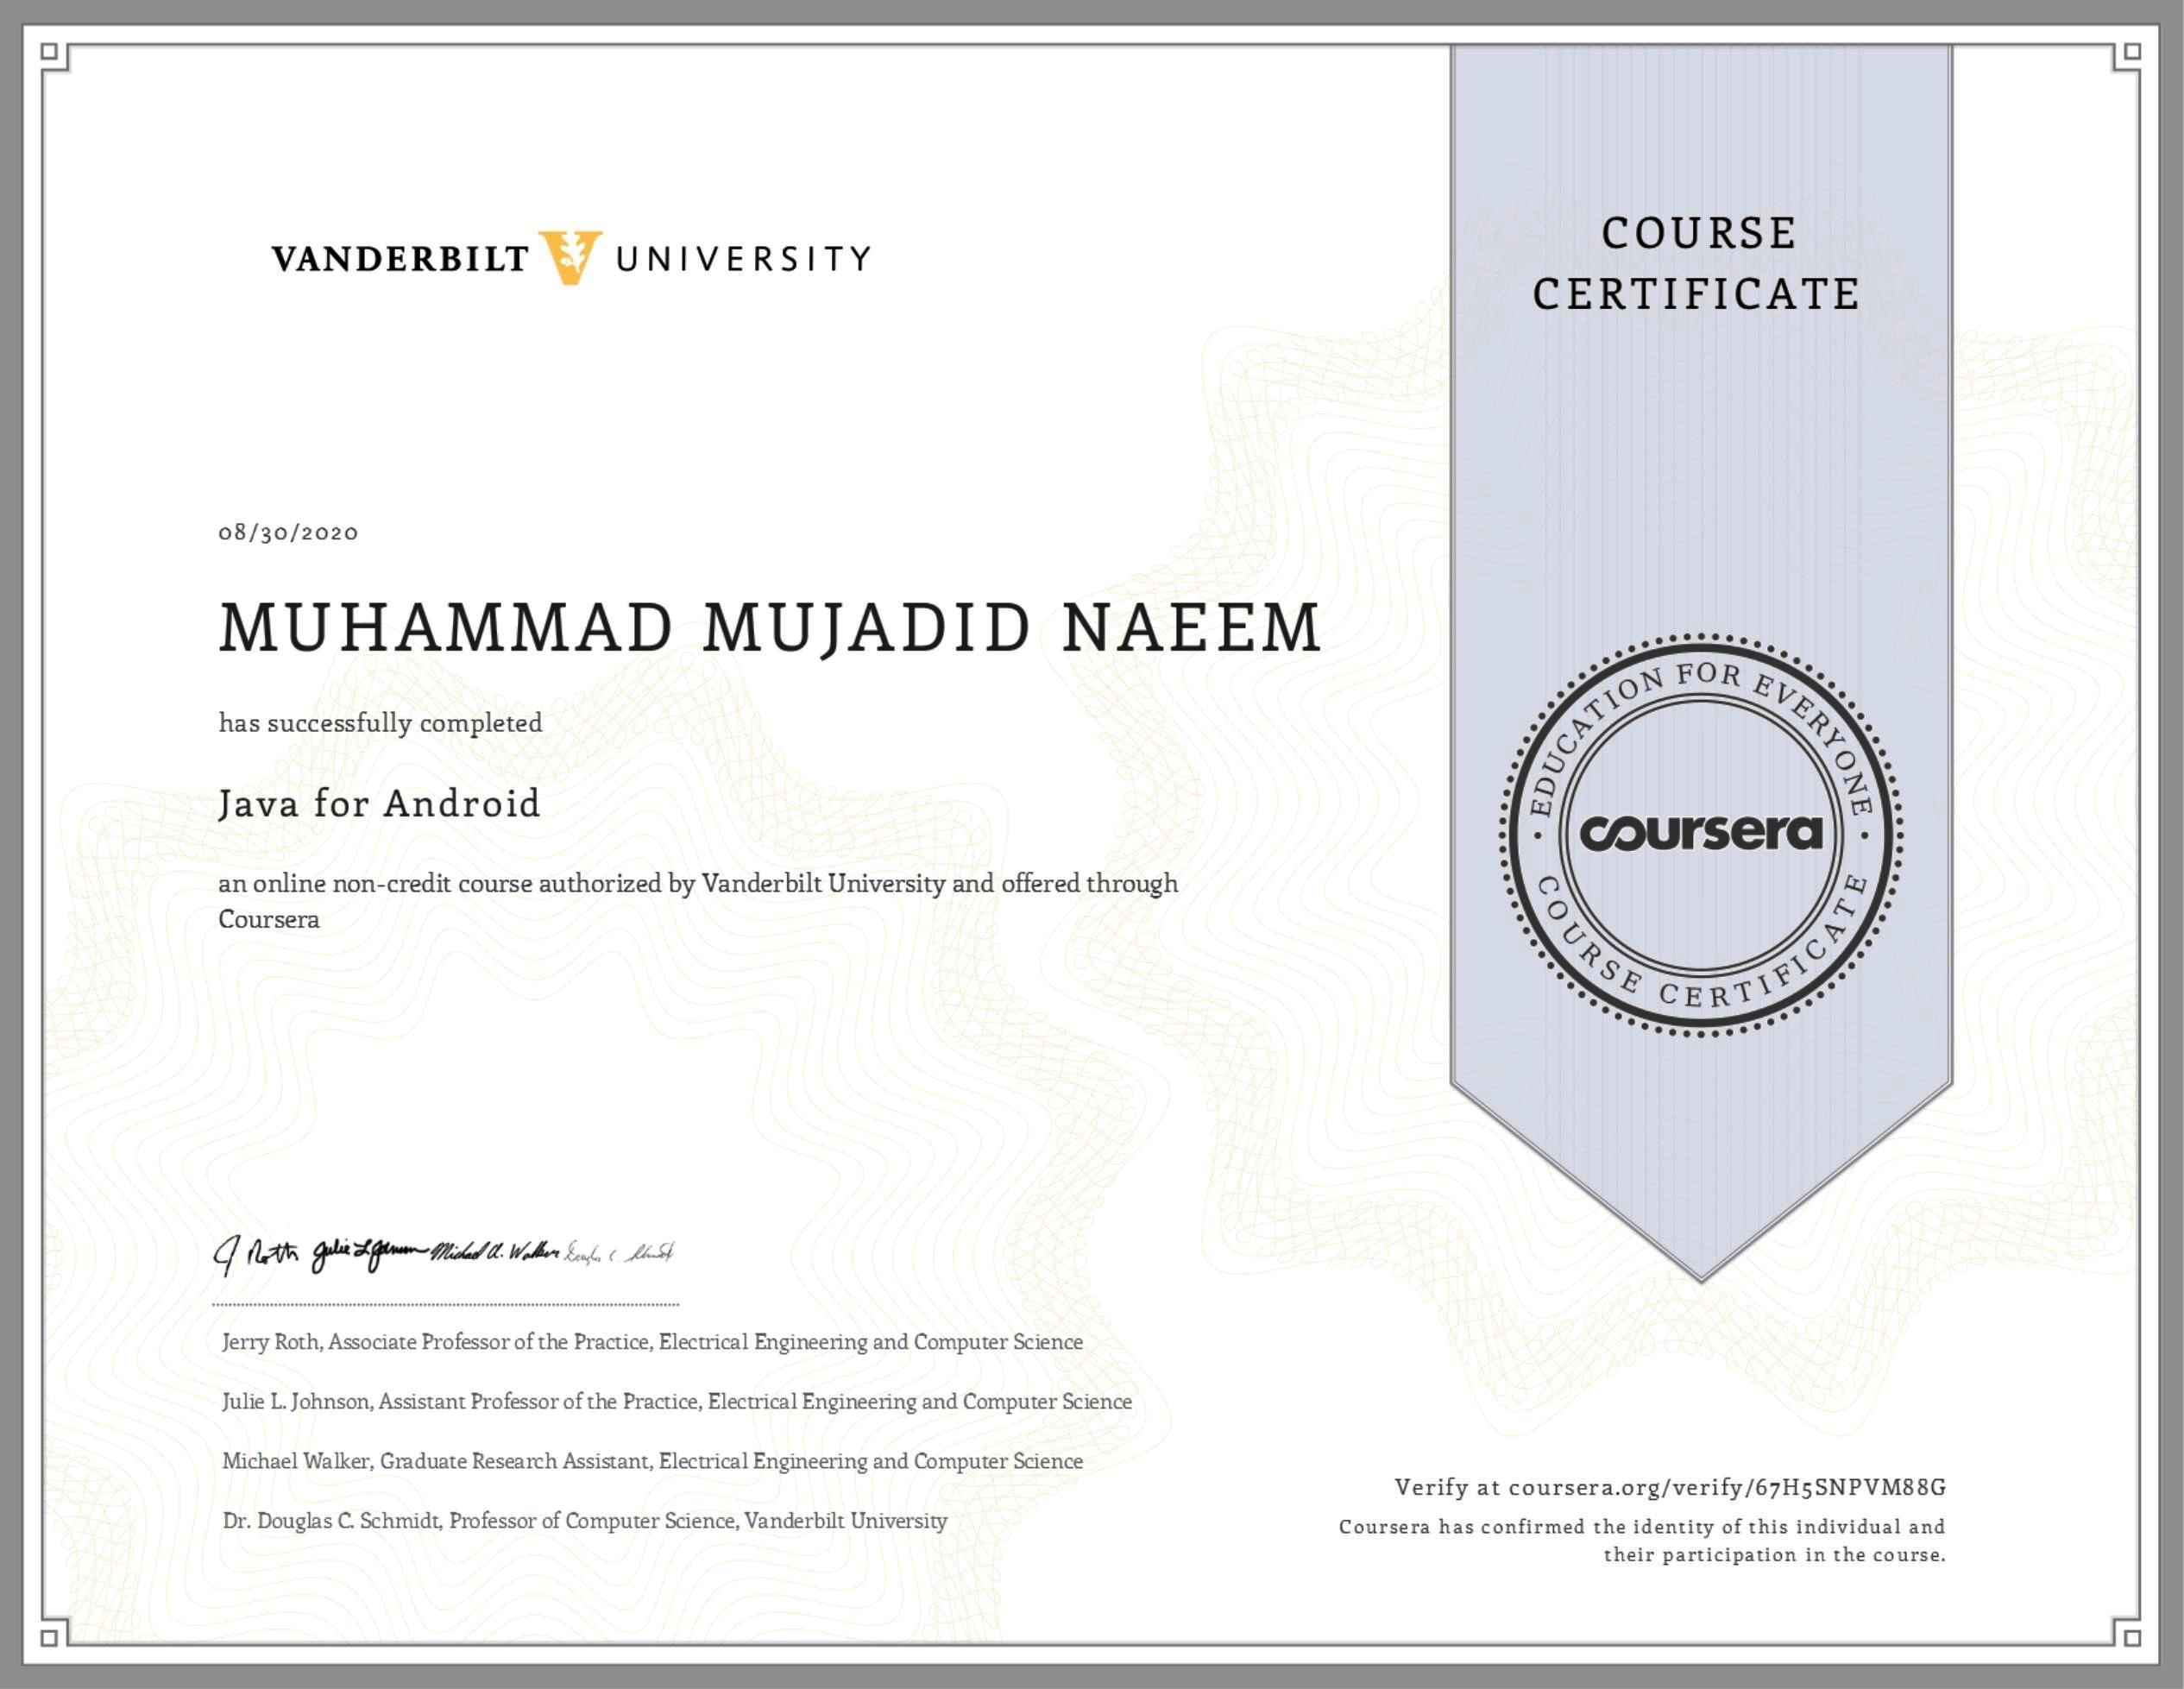 VANDERBILT UNIVERSITY
COURSE
CERTIFICATE
08/30/2020
MUHAMMAD MUJADID NAEEM
has successfully completed
Java for Android
an online non-credit course authorized by Vanderbilt University and offered through
Coursera
EDUCATION FOR EVERYONE
coursera
COURSE CERTIFICATE
J Roth Julie L Johnson Michael A. Walker Douglas C. Schmidt
Jerry Roth, Associate Professor of the Practice, Electrical Engineering and Computer Science
Julie L. Johnson, Assistant Professor of the Practice, Electrical Engineering and Computer Science
Michael Walker, Graduate Research Assistant, Electrical Engineering and Computer Science
Dr. Douglas C. Schmidt, Professor of Computer Science, Vanderbilt University
Verify at coursera.org/verify/67H5SNPVM88G
Coursera has confirmed the identity of this individual and
their participation in the course.